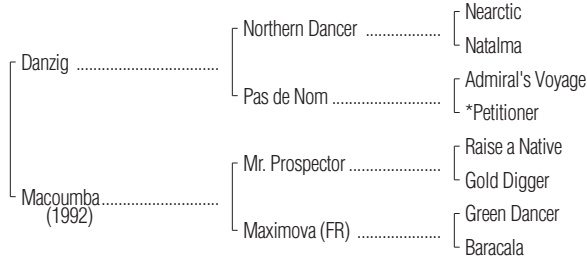 Nearctic
Northern Dancer ..................
Natalma
Danzig ...................................
Admiral's Voyage
Pas de Nom ..........................
*Petitioner
Raise a Native
Mr. Prospector ......................
Gold Digger
Macoumba.............................
(1992)
Green Dancer
Maximova (FR) ....................
Baracala